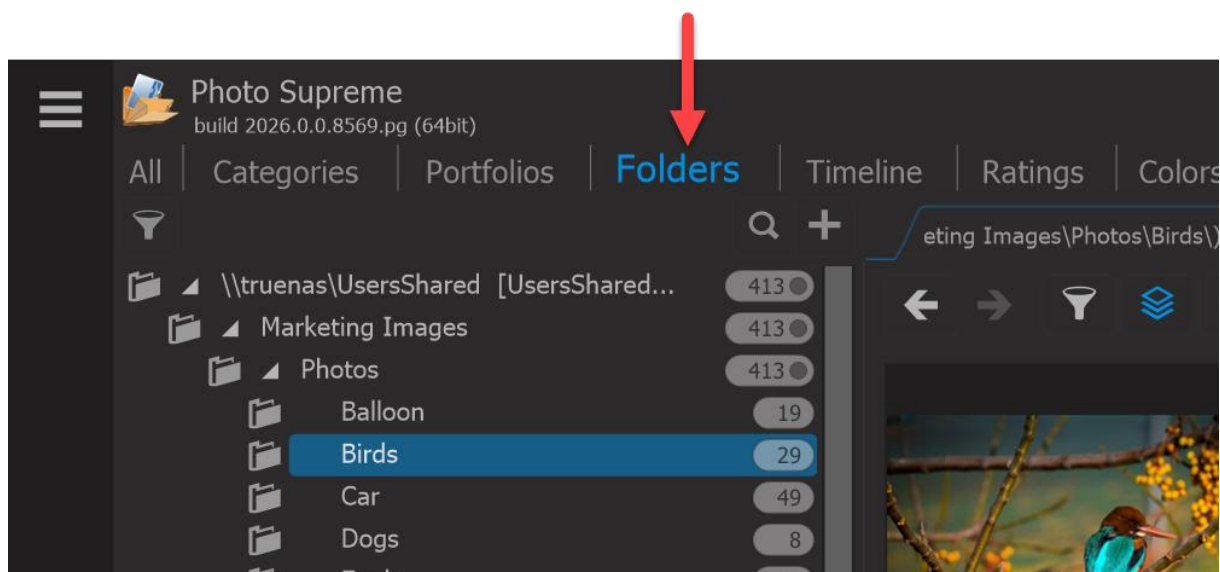 Photo Supreme
build 2026.0.0.8569.pg (64bit)
All Categories Portfolios Folders Timeline Ratings Colors
eting Images\Photos\Birds\)
\\truenas\UsersShared [UsersShared... 413
Marketing Images 413
Photos 413
Balloon 19
Birds 29
Car 49
Dogs 8